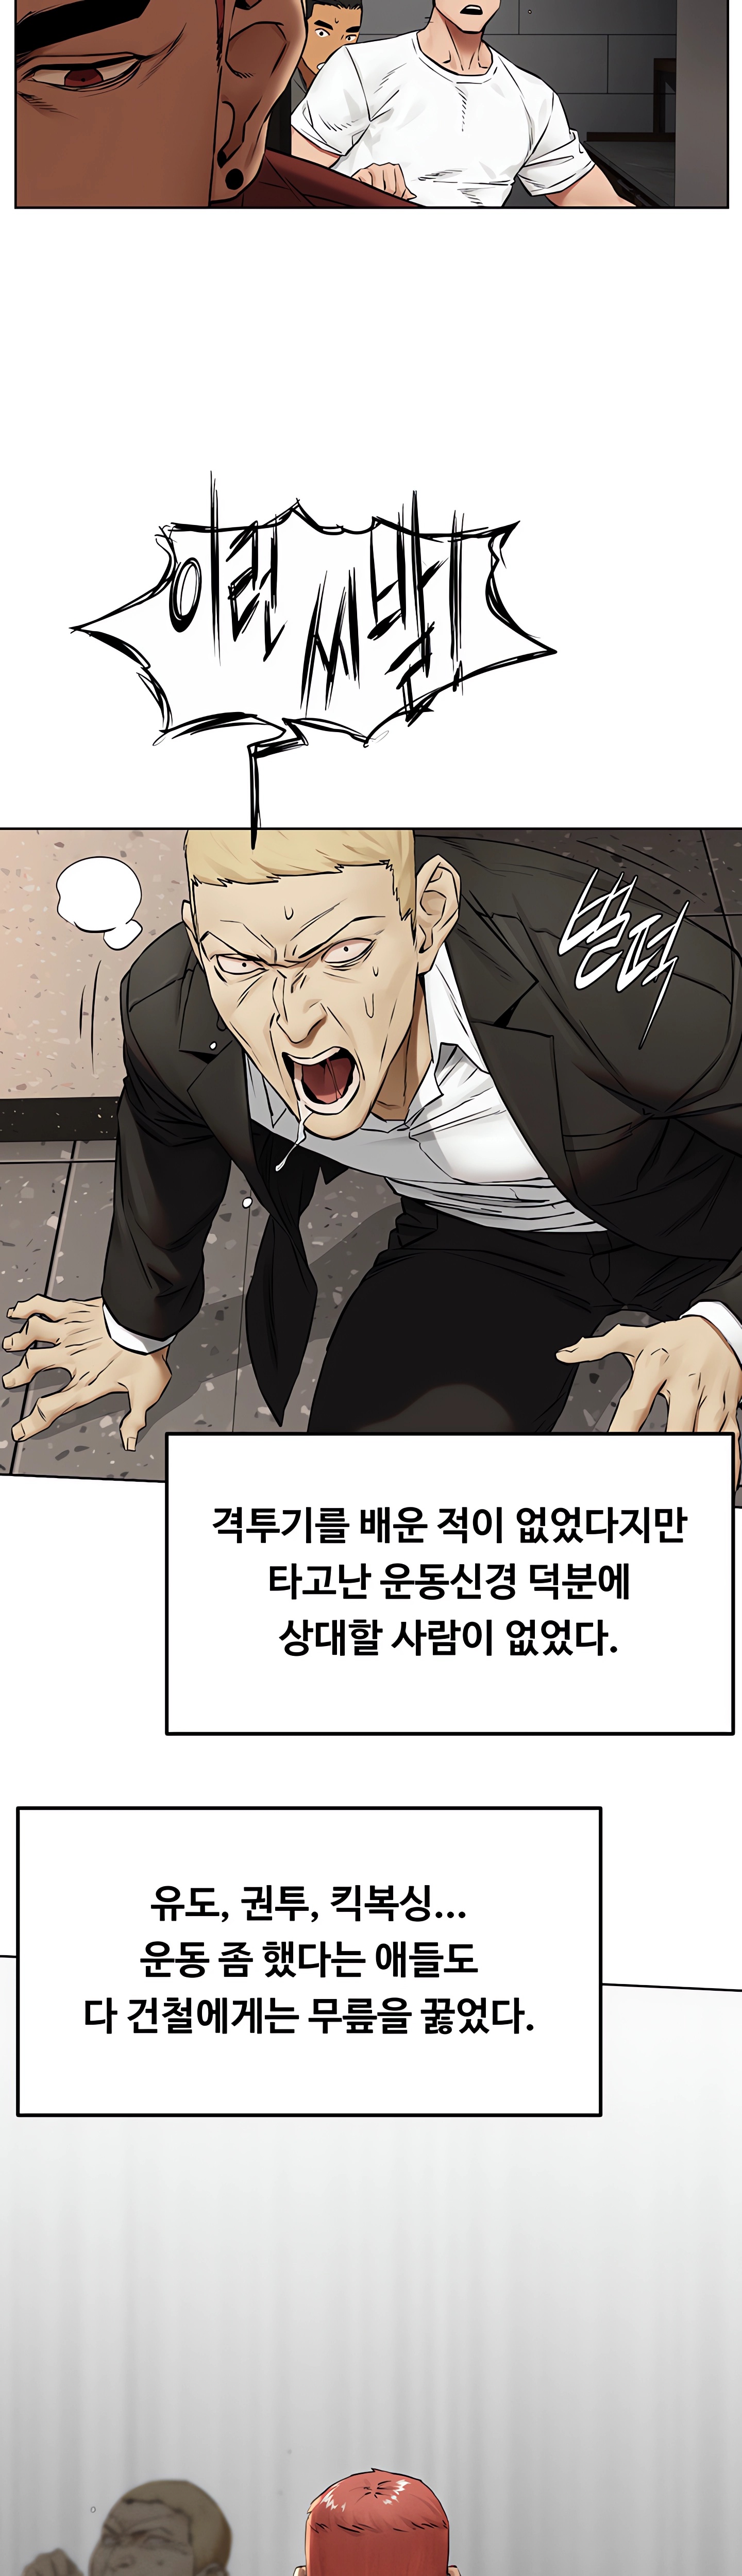 이런 씨발!
벌떡
격투기를 배운 적이 없었다지만
타고난 운동신경 덕분에
상대할 사람이 없었다.
유도, 권투, 킥복싱...
운동 좀 했다는 애들도
다 건철에게는 무릎을 꿇었다.